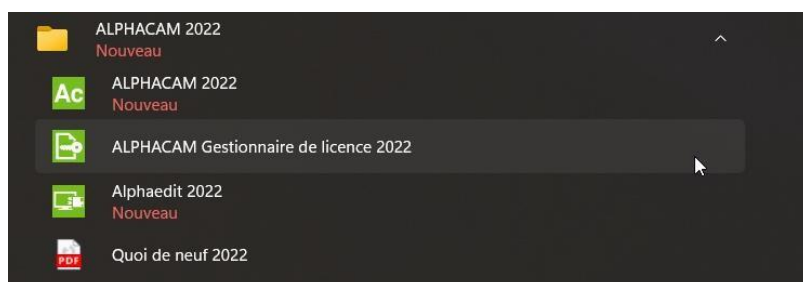 ALPHACAM 2022
Nouveau
Ac
ALPHACAM 2022
Nouveau
ALPHACAM Gestionnaire de licence 2022
Alphaedit 2022
Nouveau
PDF
Quoi de neuf 2022